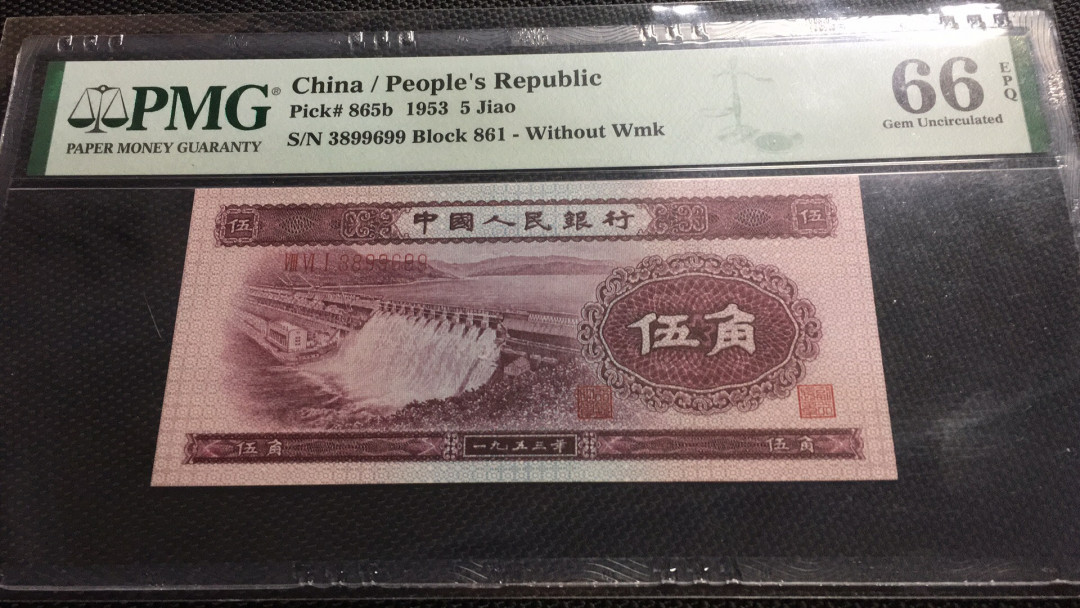 PMG®
PAPER MONEY GUARANTY
China / People's Republic
Pick# 865b 1953 5 Jiao
S/N 3899699 Block 861 - Without Wmk
66
EPQ
Gem Uncirculated
伍 中國人民銀行 伍
VIII VI I 3899699
伍角
伍角 一九五三年 伍角